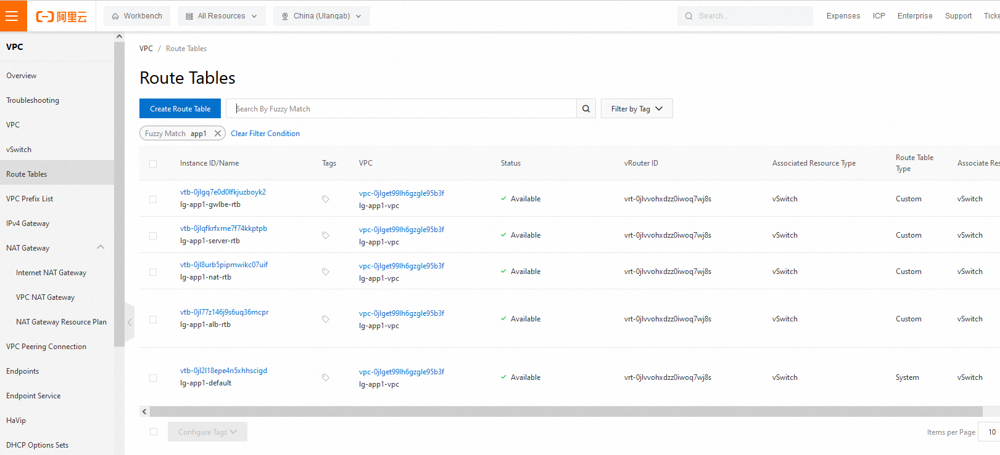 阿里云 Workbench All Resources China (Ulanqab) Search... Expenses ICP Enterprise Support
VPC
Overview
Troubleshooting
VPC
vSwitch
Route Tables
VPC Prefix List
IPv4 Gateway
NAT Gateway
Internet NAT Gateway
VPC NAT Gateway
NAT Gateway Resource Plan
VPC Peering Connection
Endpoints
Endpoint Service
HaVip
DHCP Options Sets
VPC / Route Tables
Route Tables
Create Route Table Search By Fuzzy Match Filter by Tag
Fuzzy Match app1 Clear Filter Condition
Instance ID/Name Tags VPC Status vRouter ID Associated Resource Type Route Table Type Associate
vtb-0jlgq7e0d0lfkjuzboyk2 vpc-0jlget99lh6gzgle95b3f
lg-app1-gwlbe-rtb lg-app1-vpc Available vrt-0jlvvohxdzz0iwoq7wj8s vSwitch Custom vSwitch
vtb-0jlqfkrfxme7f74kkptpb vpc-0jlget99lh6gzgle95b3f
lg-app1-server-rtb lg-app1-vpc Available vrt-0jlvvohxdzz0iwoq7wj8s vSwitch Custom vSwitch
vtb-0jl8urb5pipmwikc07uif vpc-0jlget99lh6gzgle95b3f
lg-app1-nat-rtb lg-app1-vpc Available vrt-0jlvvohxdzz0iwoq7wj8s vSwitch Custom vSwitch
vtb-0jl77z146j9s6uq36mcpr vpc-0jlget99lh6gzgle95b3f
lg-app1-alb-rtb lg-app1-vpc Available vrt-0jlvvohxdzz0iwoq7wj8s vSwitch Custom vSwitch
vtb-0jl2l18epe4n5xhhscigd vpc-0jlget99lh6gzgle95b3f
lg-app1-default lg-app1-vpc Available vrt-0jlvvohxdzz0iwoq7wj8s vSwitch System vSwitch
Configure Tags Items per Page 10